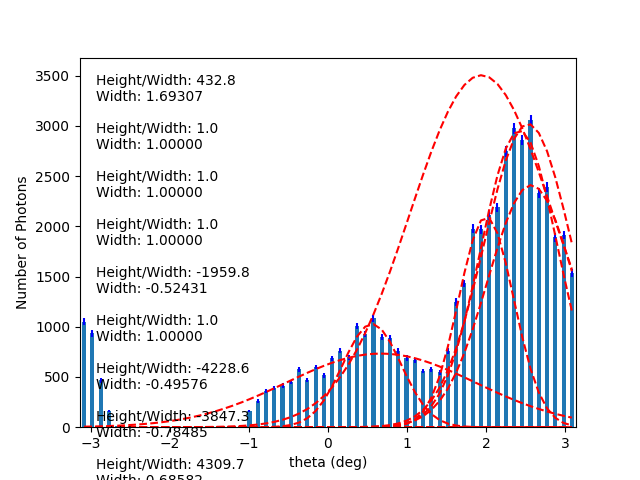 Height/Width: 432.8
Width: 1.69307
Height/Width: 1.0
Width: 1.00000
Height/Width: 1.0
Width: 1.00000
Height/Width: 1.0
Width: 1.00000
Height/Width: -1959.8
Width: -0.52431
Height/Width: 1.0
Width: 1.00000
Height/Width: -4228.6
Width: -0.49576
Height/Width: -3847.3
Width: -0.78485
Height/Width: 4309.7
Width: 0.68582
3500
3000
2500
2000
1500
1000
500
0
Number of Photons
−3 −2 −1 0 1 2 3
theta (deg)